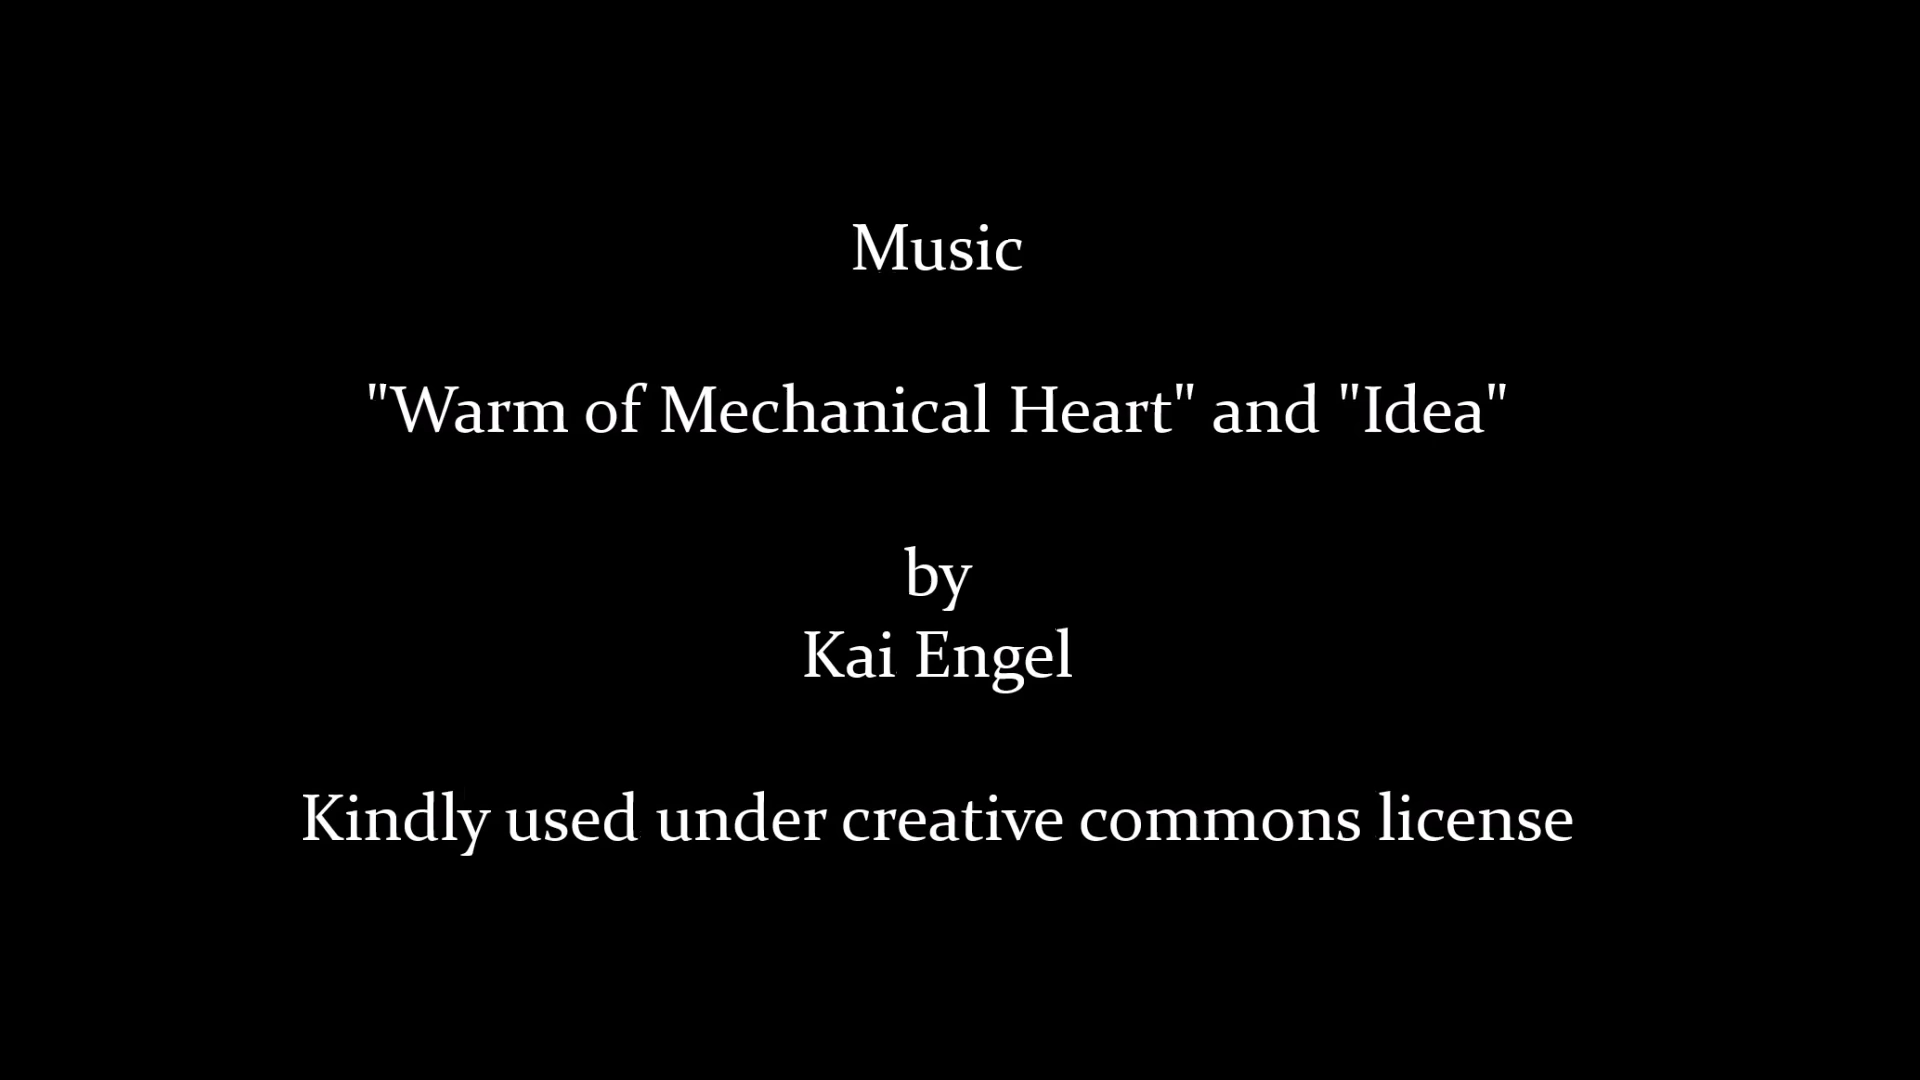 Music
"Warm of Mechanical Heart" and "Idea"
by
Kai Engel
Kindly used under creative commons license